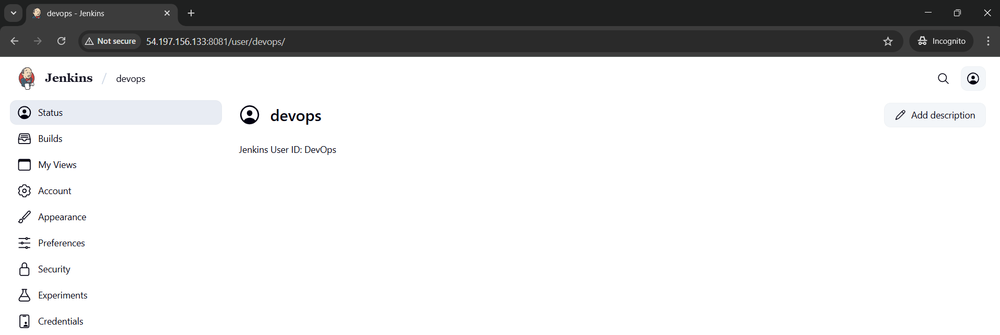 devops - Jenkins
Not secure 54.197.156.133:8081/user/devops/ Incognito
Jenkins / devops
Status
Builds
My Views
Account
Appearance
Preferences
Security
Experiments
Credentials
devops
Add description
Jenkins User ID: DevOps